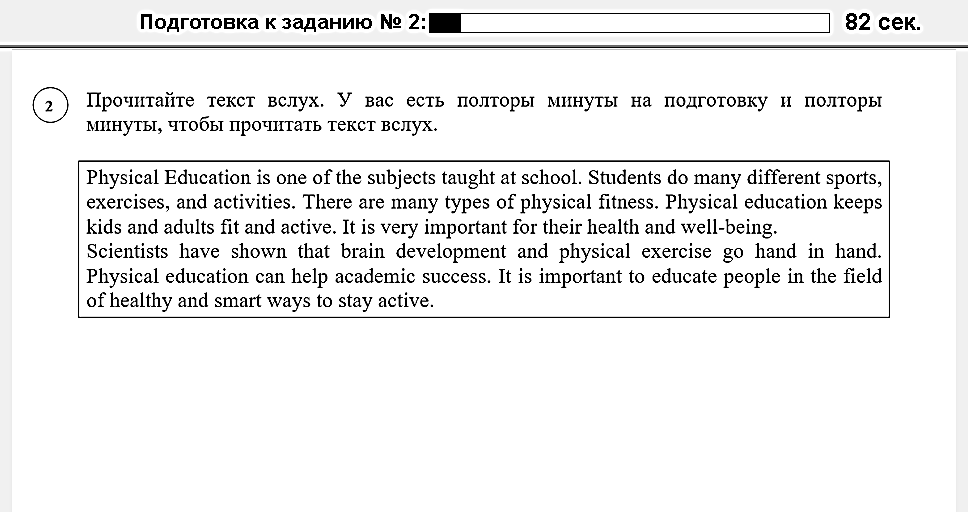 Подготовка к заданию № 2:
82 сек.
2
Прочитайте текст вслух. У вас есть полторы минуты на подготовку и полторы
минуты, чтобы прочитать текст вслух.
Physical Education is one of the subjects taught at school. Students do many different sports,
exercises, and activities. There are many types of physical fitness. Physical education keeps
kids and adults fit and active. It is very important for their health and well-being.
Scientists have shown that brain development and physical exercise go hand in hand.
Physical education can help academic success. It is important to educate people in the field
of healthy and smart ways to stay active.